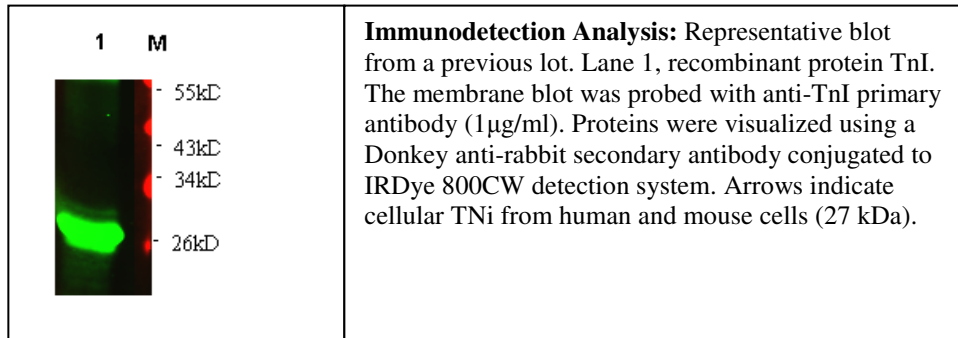 1 M
- 55kD
- 43kD
- 34kD
- 26kD
Immunodetection Analysis: Representative blot
from a previous lot. Lane 1, recombinant protein TnI.
The membrane blot was probed with anti-TnI primary
antibody (1µg/ml). Proteins were visualized using a
Donkey anti-rabbit secondary antibody conjugated to
IRDye 800CW detection system. Arrows indicate
cellular TNi from human and mouse cells (27 kDa).